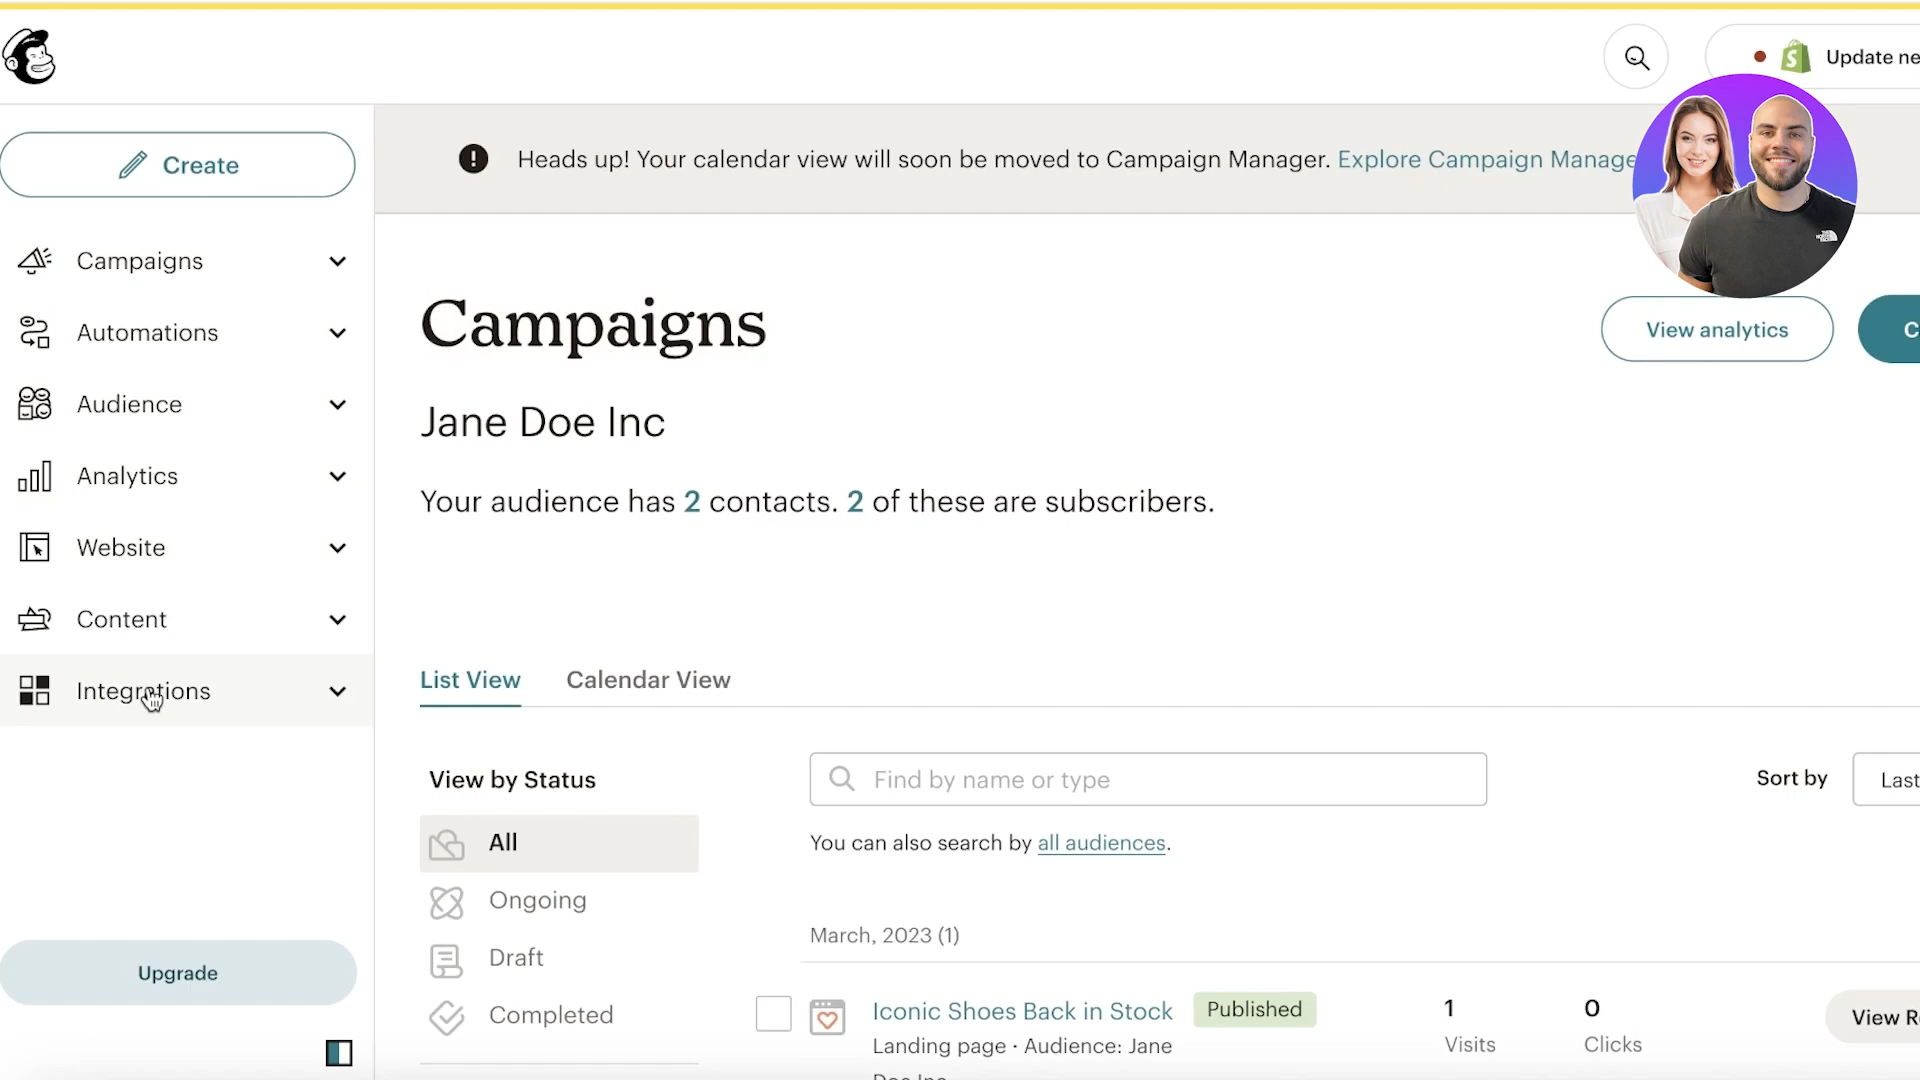 Update ne
Create
Heads up! Your calendar view will soon be moved to Campaign Manager. Explore Campaign Manage
Campaigns
Automations
Audience
Analytics
Website
Content
Integrations
Upgrade
Campaigns
View analytics
C
Jane Doe Inc
Your audience has 2 contacts. 2 of these are subscribers.
List View
Calendar View
View by Status
All
Ongoing
Draft
Completed
Find by name or type
Sort by
Last
You can also search by all audiences.
March, 2023 (1)
Iconic Shoes Back in Stock
Published
1
Visits
0
Clicks
View R
Landing page · Audience: Jane
Doe Inc